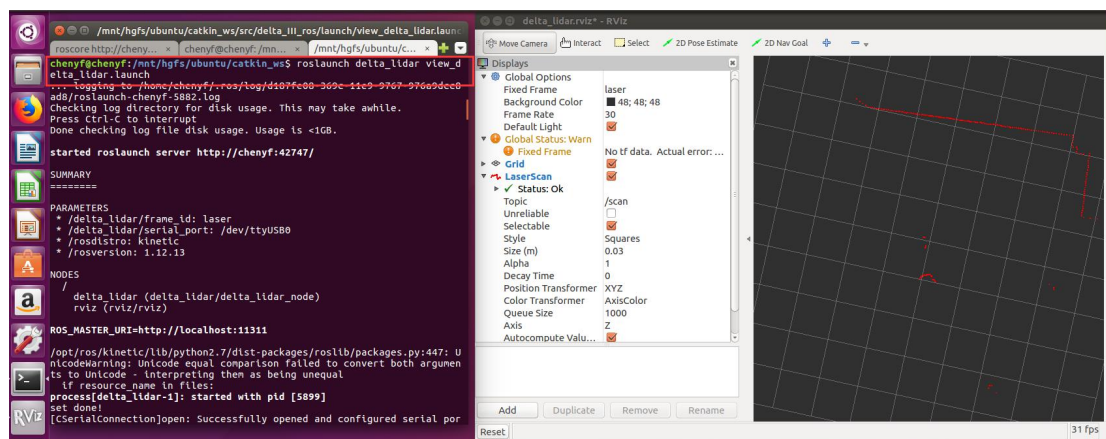 /mnt/hgfs/ubuntu/catkin_ws/src/delta_III_ros/launch/view_delta_lidar.launc
roscore http://cheny... × chenyf@chenyf: /mn... × /mnt/hgfs/ubuntu/c... ×
chenyf@chenyf:/mnt/hgfs/ubuntu/catkin_ws$ roslaunch delta_lidar view_d
elta_lidar.launch
... logging to /home/chenyf/.ros/log/
ad8/roslaunch-chenyf-5882.log
Checking log directory for disk usage. This may take awhile.
Press Ctrl-C to interrupt
Done checking log file disk usage. Usage is <1GB.
started roslaunch server http://chenyf:42747/
SUMMARY
========
PARAMETERS
* /delta_lidar/frame_id: laser
* /delta_lidar/serial_port: /dev/ttyUSB0
* /rosdistro: kinetic
* /rosversion: 1.12.13
NODES
/
delta_lidar (delta_lidar/delta_lidar_node)
rviz (rviz/rviz)
ROS_MASTER_URI=http://localhost:11311
/opt/ros/kinetic/lib/python2.7/dist-packages/roslib/packages.py:447: U
nicodeWarning: Unicode equal comparison failed to convert both argumen
ts to Unicode - interpreting them as being unequal
if resource_name in files:
process[delta_lidar-1]: started with pid [5899]
set done!
[CSerialConnection]open: Successfully opened and configured serial por
RViz
delta_lidar.rviz* - RViz
Move Camera Interact Select 2D Pose Estimate 2D Nav Goal
Displays
Global Options
Fixed Frame laser
Background Color 48; 48; 48
Frame Rate 30
Default Light
Global Status: Warn
Fixed Frame No tf data. Actual error: ...
Grid
LaserScan
Status: Ok
Topic /scan
Unreliable
Selectable
Style Squares
Size (m) 0.03
Alpha 1
Decay Time 0
Position Transformer XYZ
Color Transformer AxisColor
Queue Size 1000
Axis Z
Autocompute Valu...
Add Duplicate Remove Rename
Reset 31 fps